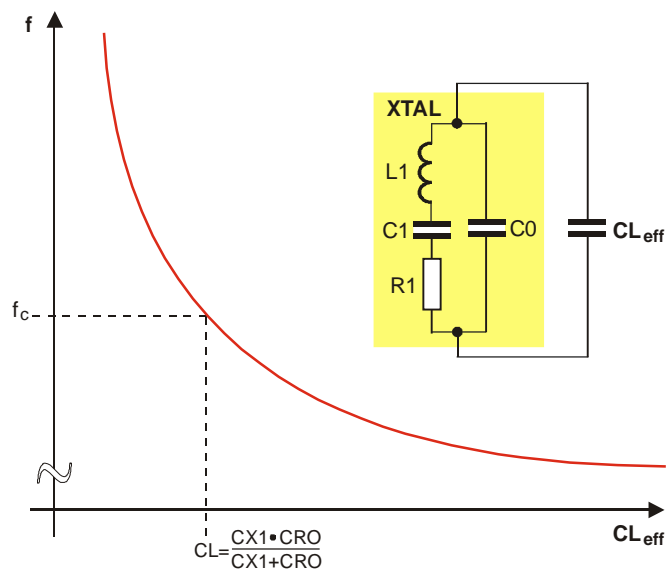 f
XTAL
L1
C1
C0
CLeff
R1
fc
CLeff
CL=CX1•CRO
CX1+CRO